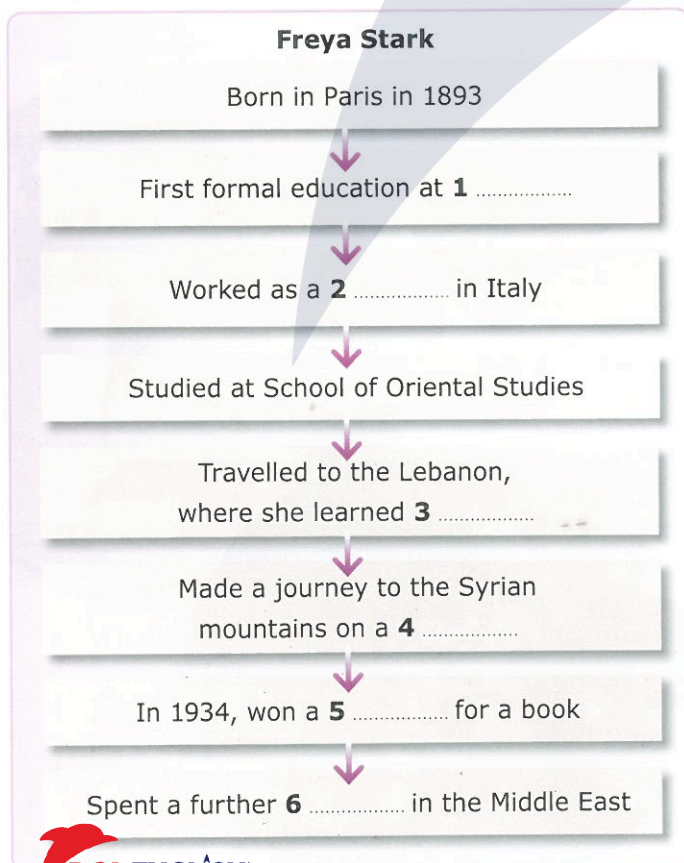 Freya Stark
Born in Paris in 1893
First formal education at 1 ..................
Worked as a 2 .................. in Italy
Studied at School of Oriental Studies
Travelled to the Lebanon,
where she learned 3 ..................
Made a journey to the Syrian
mountains on a 4 ..................
In 1934, won a 5 .................. for a book
Spent a further 6 .................. in the Middle East